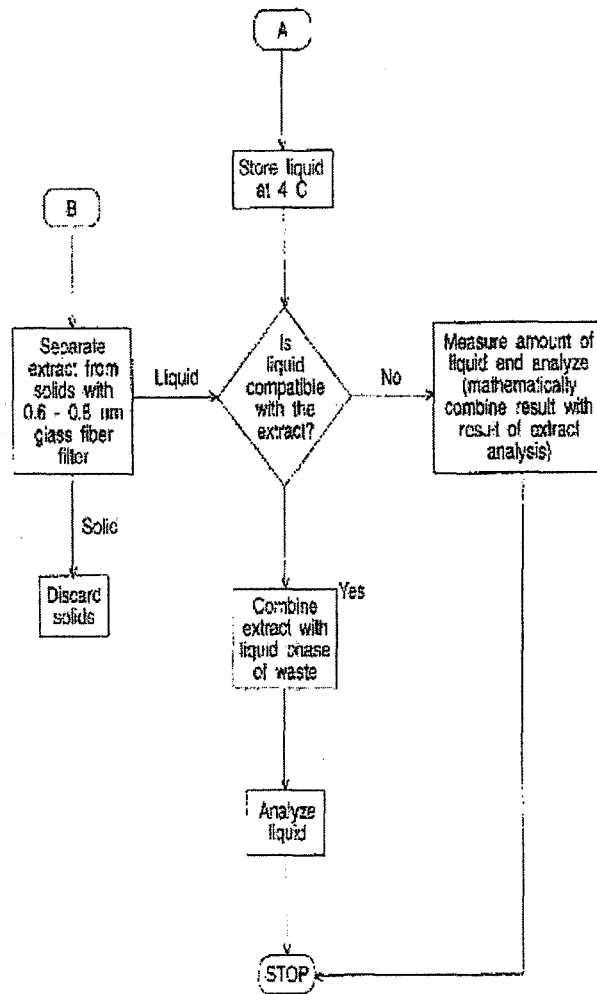 A
Store liquid
at 4 C
B
Separate
extract from
solids with
0.6 - 0.8 um
glass fiber
filter
Liquid
Is
liquid
compatible
with the
extract?
No
Measure amount of
liquid and analyze
(mathematically
combine result with
result of extract
analysis)
Solid
Discard
solids
Yes
Combine
extract with
liquid phase
of waste
Analyze
liquid
STOP